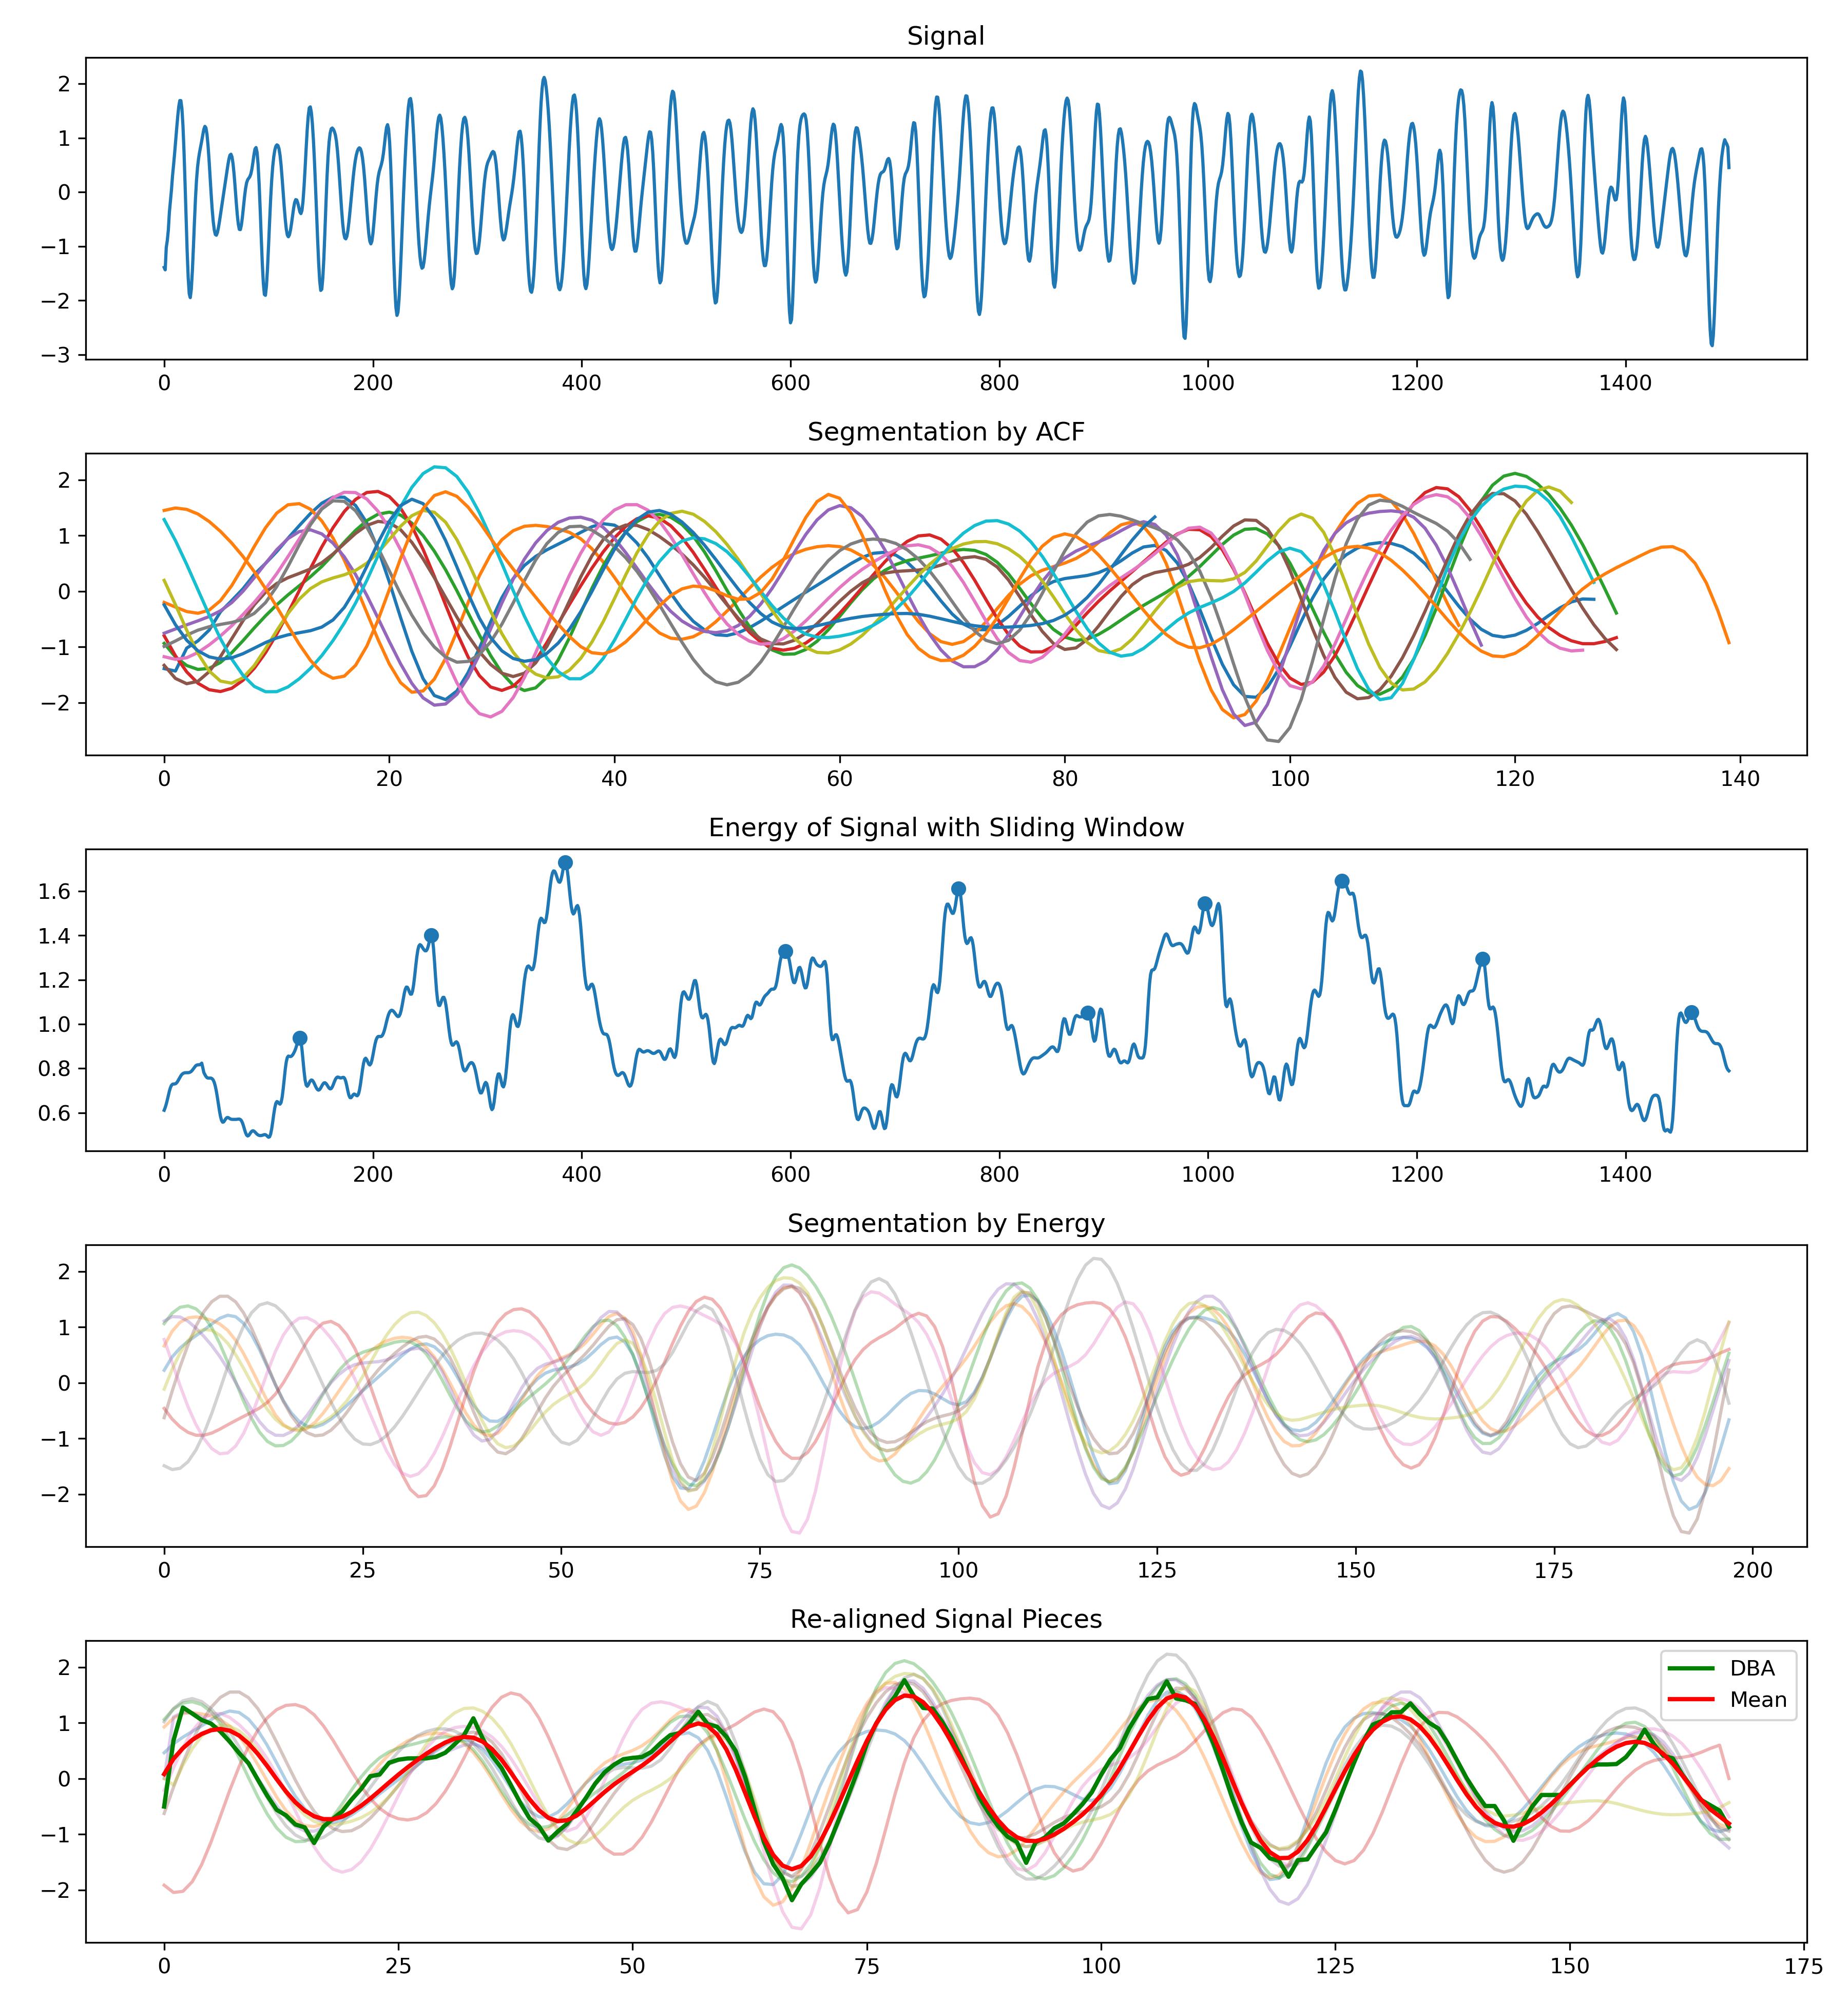 Signal
2
1
0
−1
−2
−3
0 200 400 600 800 1000 1200 1400
Segmentation by ACF
2
1
0
−1
−2
0 20 40 60 80 100 120 140
Energy of Signal with Sliding Window
1.6
1.4
1.2
1.0
0.8
0.6
0 200 400 600 800 1000 1200 1400
Segmentation by Energy
2
1
0
−1
−2
0 25 50 75 100 125 150 175 200
Re-aligned Signal Pieces
DBA
Mean
2
1
0
−1
−2
0 25 50 75 100 125 150 175